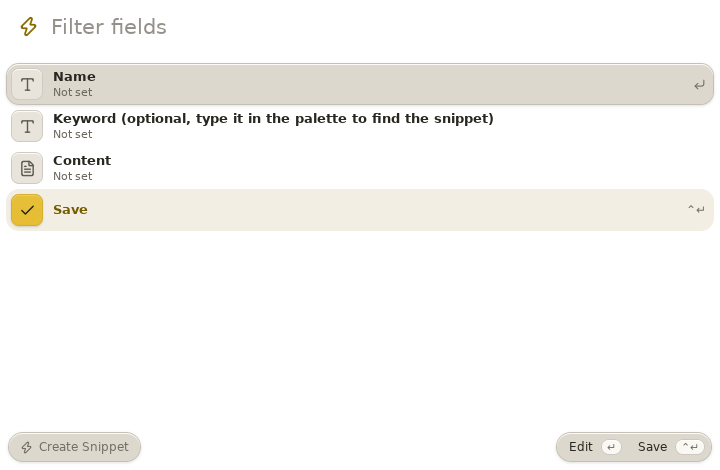 Filter fields
Name
Not set
Keyword (optional, type it in the palette to find the snippet)
Not set
Content
Not set
Save
Create Snippet
Edit ↵ Save ⌃↵